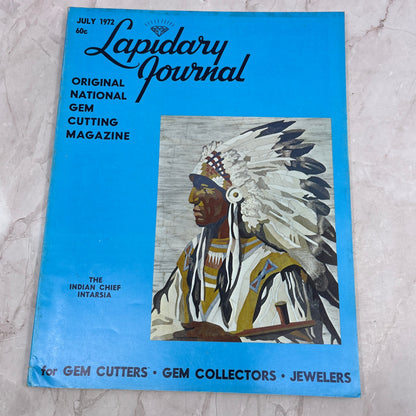 JULY 1972
60c
Lapidary
Journal
ORIGINAL
NATIONAL
GEM
CUTTING
MAGAZINE
THE
INDIAN CHIEF
INTARSIA
for GEM CUTTERS • GEM COLLECTORS • JEWELERS